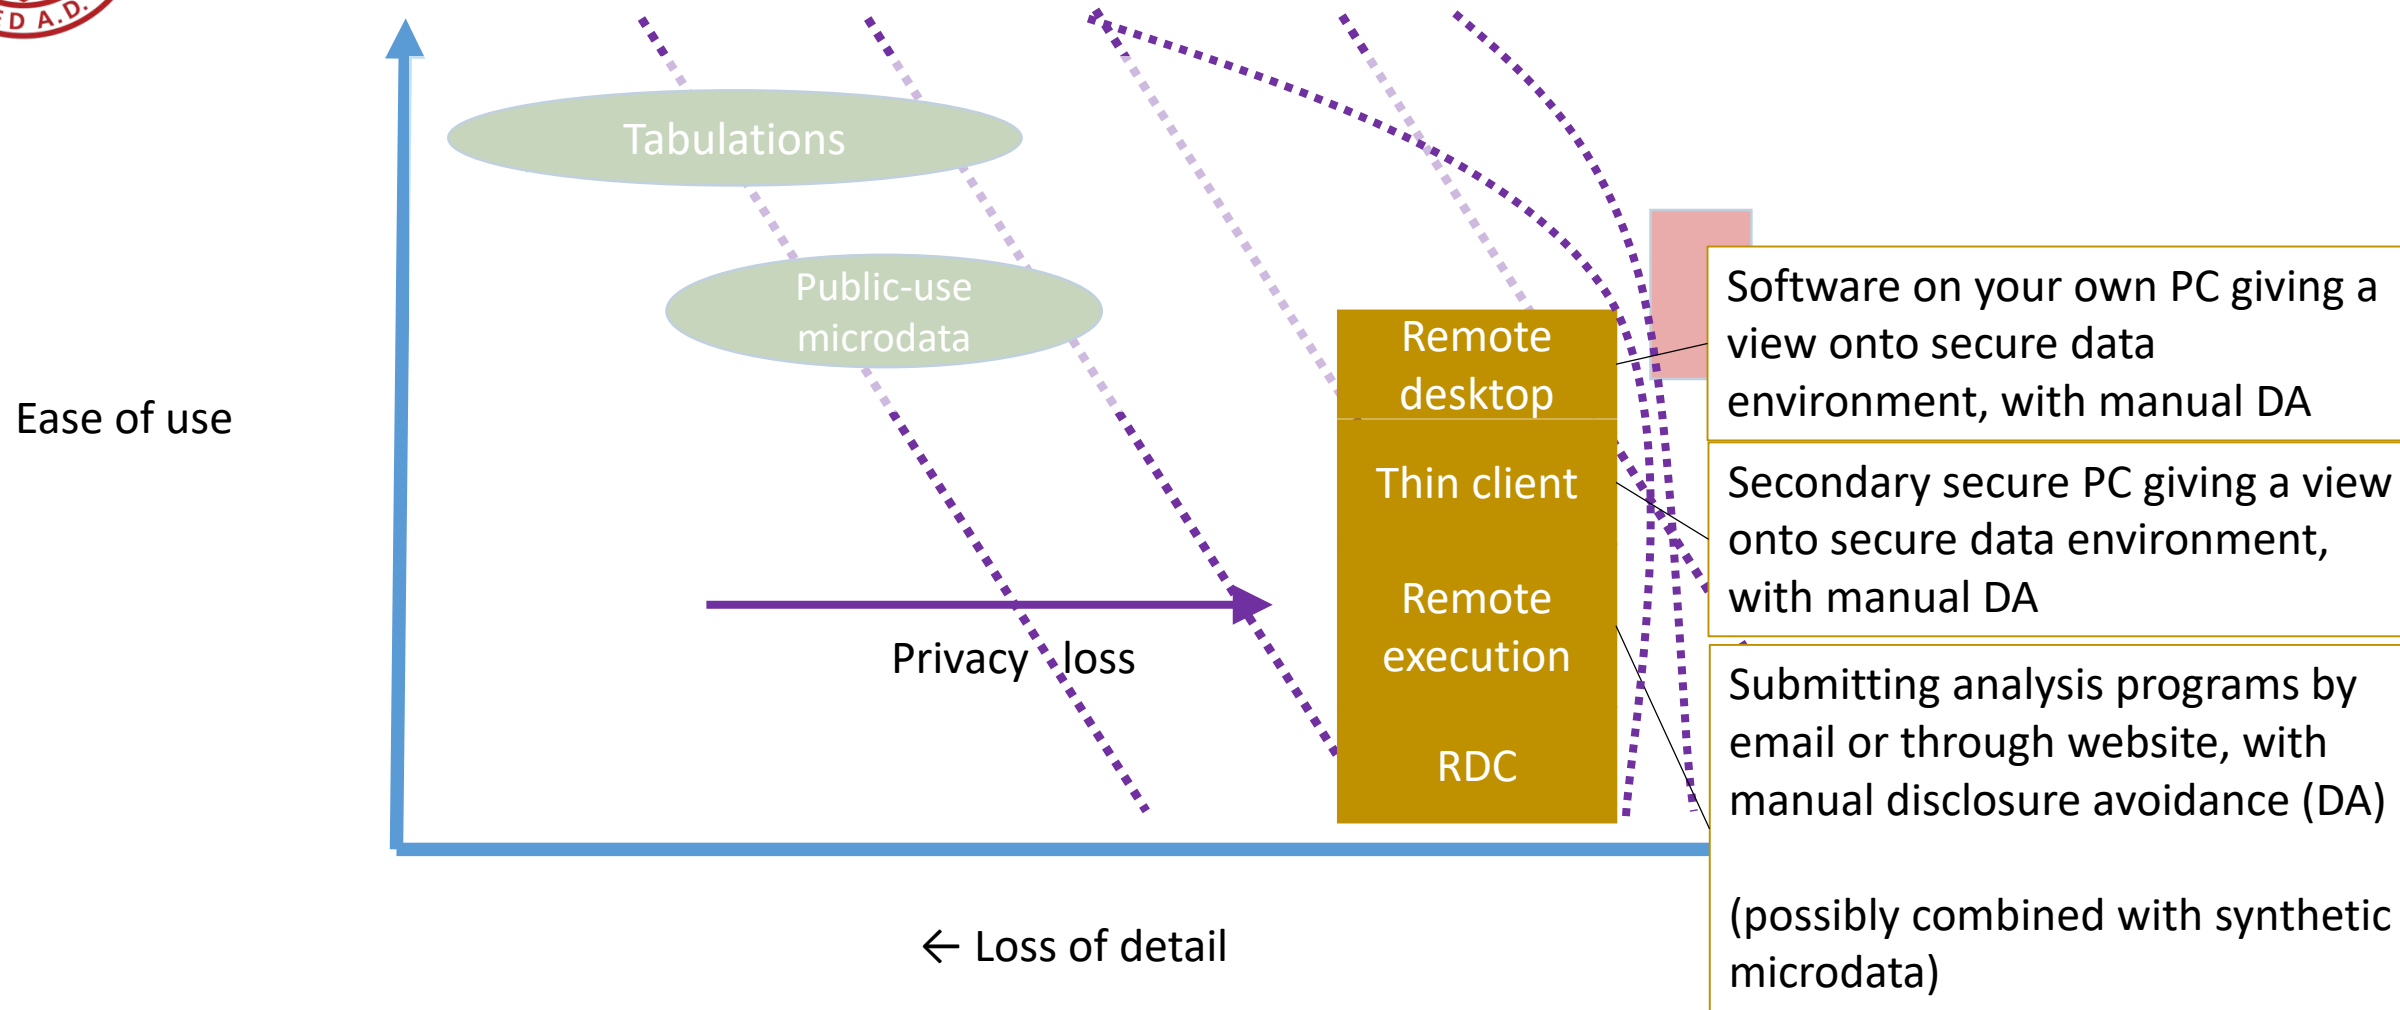 ED A.D.
Tabulations
Public-use
microdata
Ease of use
Remote
desktop
Thin client
Remote
execution
RDC
Privacy loss
← Loss of detail
Software on your own PC giving a
view onto secure data
environment, with manual DA
Secondary secure PC giving a view
onto secure data environment,
with manual DA
Submitting analysis programs by
email or through website, with
manual disclosure avoidance (DA)
(possibly combined with synthetic
microdata)